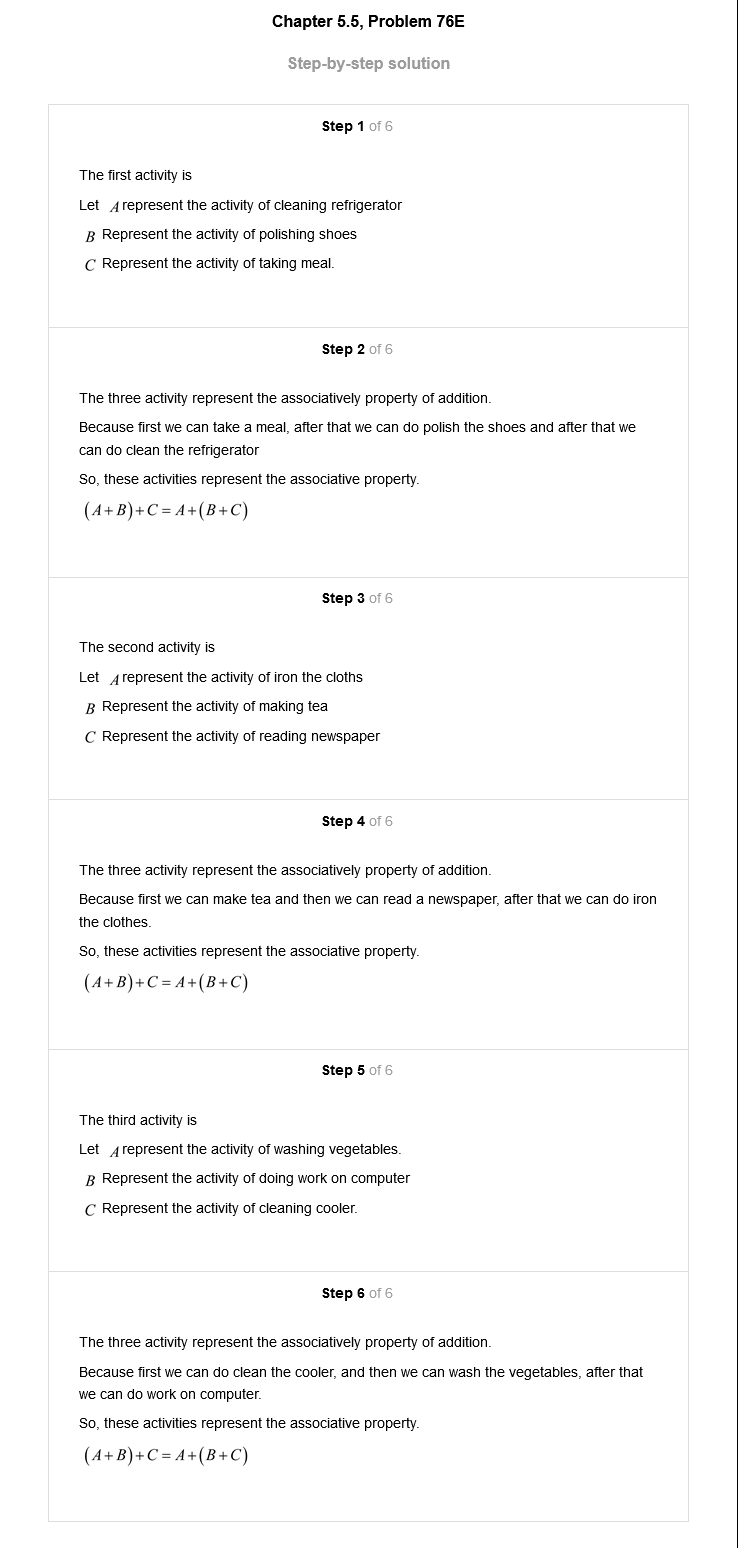 Chapter 5.5, Problem 76E
Step-by-step solution
Step 1 of 6
The first activity is
Let A represent the activity of cleaning refrigerator
B Represent the activity of polishing shoes
C Represent the activity of taking meal.
Step 2 of 6
The three activity represent the associatively property of addition.
Because first we can take a meal, after that we can do polish the shoes and after that we
can do clean the refrigerator
So, these activities represent the associative property.
(A+B)+C=A+(B+C)
Step 3 of 6
The second activity is
Let A represent the activity of iron the cloths
B Represent the activity of making tea
C Represent the activity of reading newspaper
Step 4 of 6
The three activity represent the associatively property of addition.
Because first we can make tea and then we can read a newspaper, after that we can do iron
the clothes.
So, these activities represent the associative property.
(A+B)+C=A+(B+C)
Step 5 of 6
The third activity is
Let A represent the activity of washing vegetables.
B Represent the activity of doing work on computer
C Represent the activity of cleaning cooler.
Step 6 of 6
The three activity represent the associatively property of addition.
Because first we can do clean the cooler, and then we can wash the vegetables, after that
we can do work on computer.
So, these activities represent the associative property.
(A+B)+C=A+(B+C)